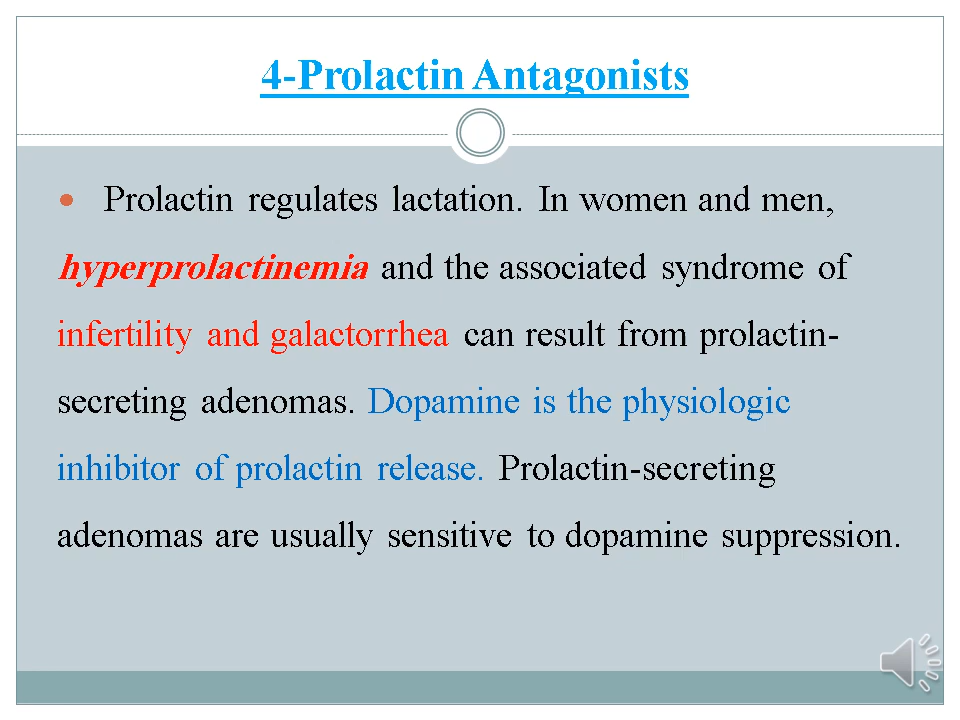 4-Prolactin Antagonists
• Prolactin regulates lactation. In women and men,
hyperprolactinemia and the associated syndrome of
infertility and galactorrhea can result from prolactin-
secreting adenomas. Dopamine is the physiologic
inhibitor of prolactin release. Prolactin-secreting
adenomas are usually sensitive to dopamine suppression.